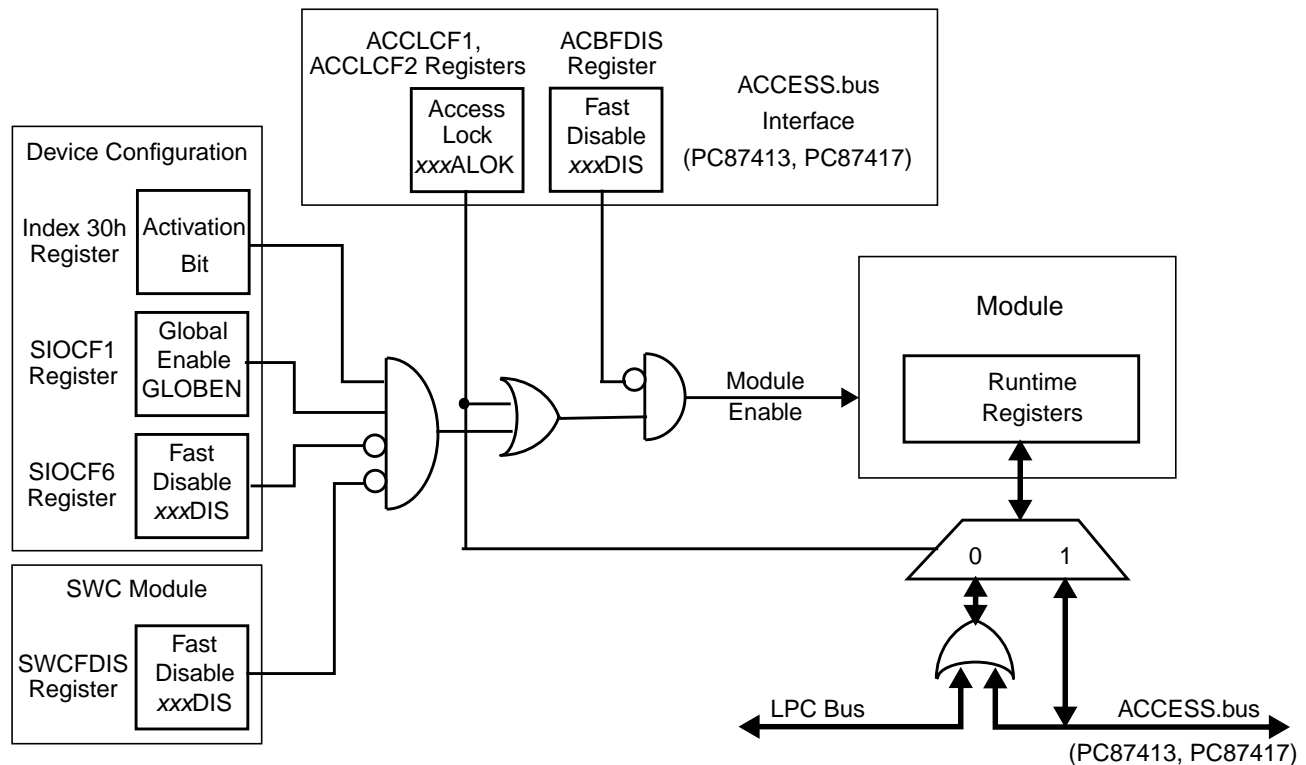 ACCLCF1,
ACCLCF2 Registers
Access
Lock
xxxALOK
ACBFDIS
Register
Fast
Disable
xxxDIS
ACCESS.bus
Interface
(PC87413, PC87417)
Device Configuration
Index 30h
Register
Activation
Bit
SIOCF1
Register
Global
Enable
GLOBEN
SIOCF6
Register
Fast
Disable
xxxDIS
SWC Module
SWCFDIS
Register
Fast
Disable
xxxDIS
Module
Enable
Module
Runtime
Registers
0 1
LPC Bus
ACCESS.bus
(PC87413, PC87417)